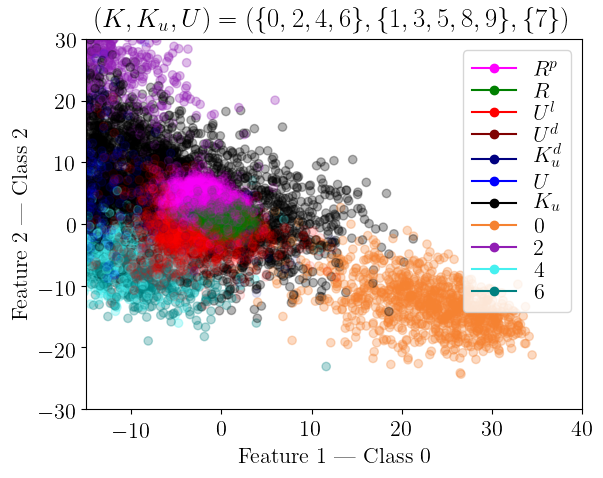 (K, K_u, U) = ({0, 2, 4, 6}, {1, 3, 5, 8, 9}, {7})
30
20
10
0
−10
−20
−30
Feature 2 — Class 2
R^p
R
U^l
U^d
K_u^d
U
K_u
0
2
4
6
−10
0
10
20
30
40
Feature 1 — Class 0